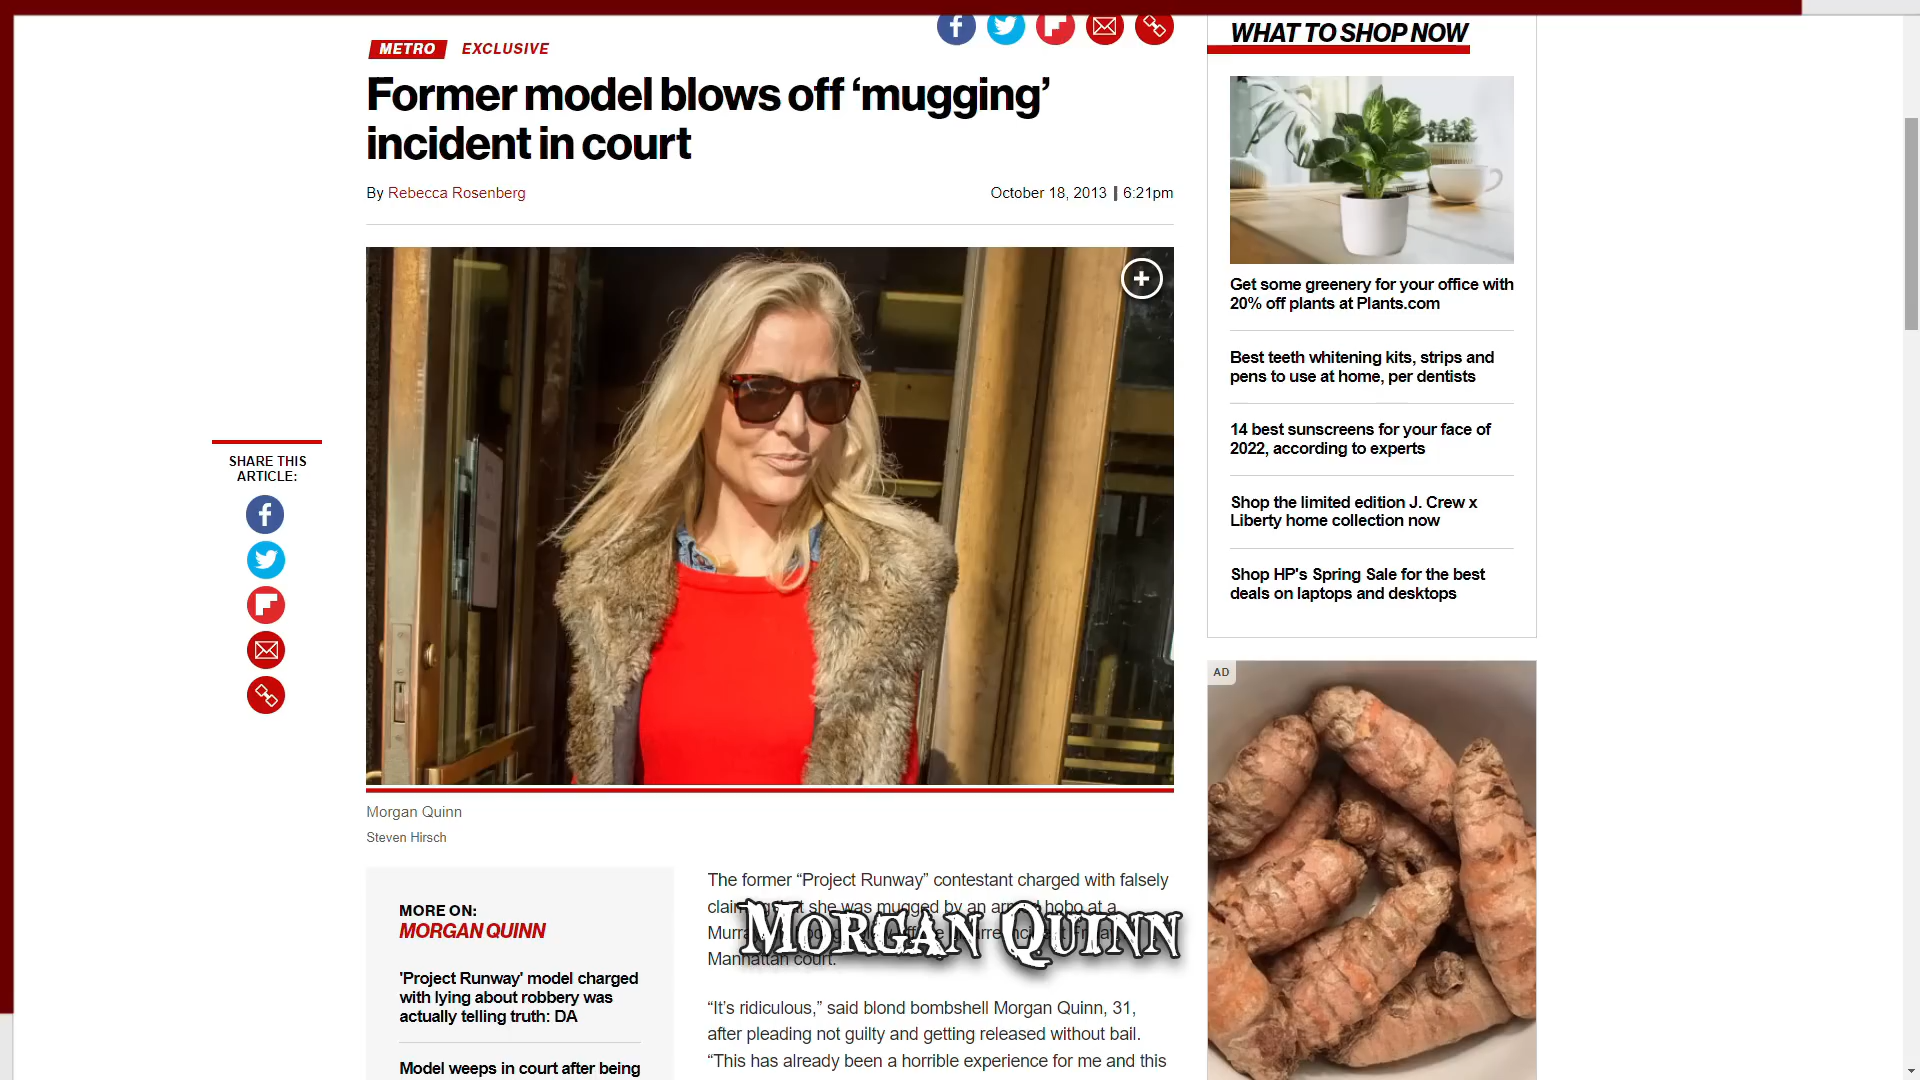 METRO EXCLUSIVE
Former model blows off ‘mugging’
incident in court
By Rebecca Rosenberg
October 18, 2013 | 6:21pm
SHARE THIS
ARTICLE:
Morgan Quinn
Steven Hirsch
MORE ON:
MORGAN QUINN
'Project Runway' model charged
with lying about robbery was
actually telling truth: DA
Model weeps in court after being
The former “Project Runway” contestant charged with falsely
she was mugged by an hobo at a
Manhattan court.
MORGAN QUINN
“It’s ridiculous,” said blond bombshell Morgan Quinn, 31,
after pleading not guilty and getting released without bail.
“This has already been a horrible experience for me and this
WHAT TO SHOP NOW
Get some greenery for your office with
20% off plants at Plants.com
Best teeth whitening kits, strips and
pens to use at home, per dentists
14 best sunscreens for your face of
2022, according to experts
Shop the limited edition J. Crew x
Liberty home collection now
Shop HP's Spring Sale for the best
deals on laptops and desktops
AD